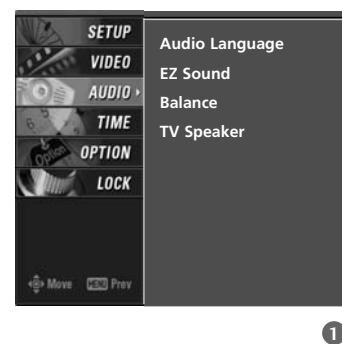 SETUP
VIDEO
AUDIO
TIME
OPTION
LOCK
Move MENU Prev
Audio Language
EZ Sound
Balance
TV Speaker
1